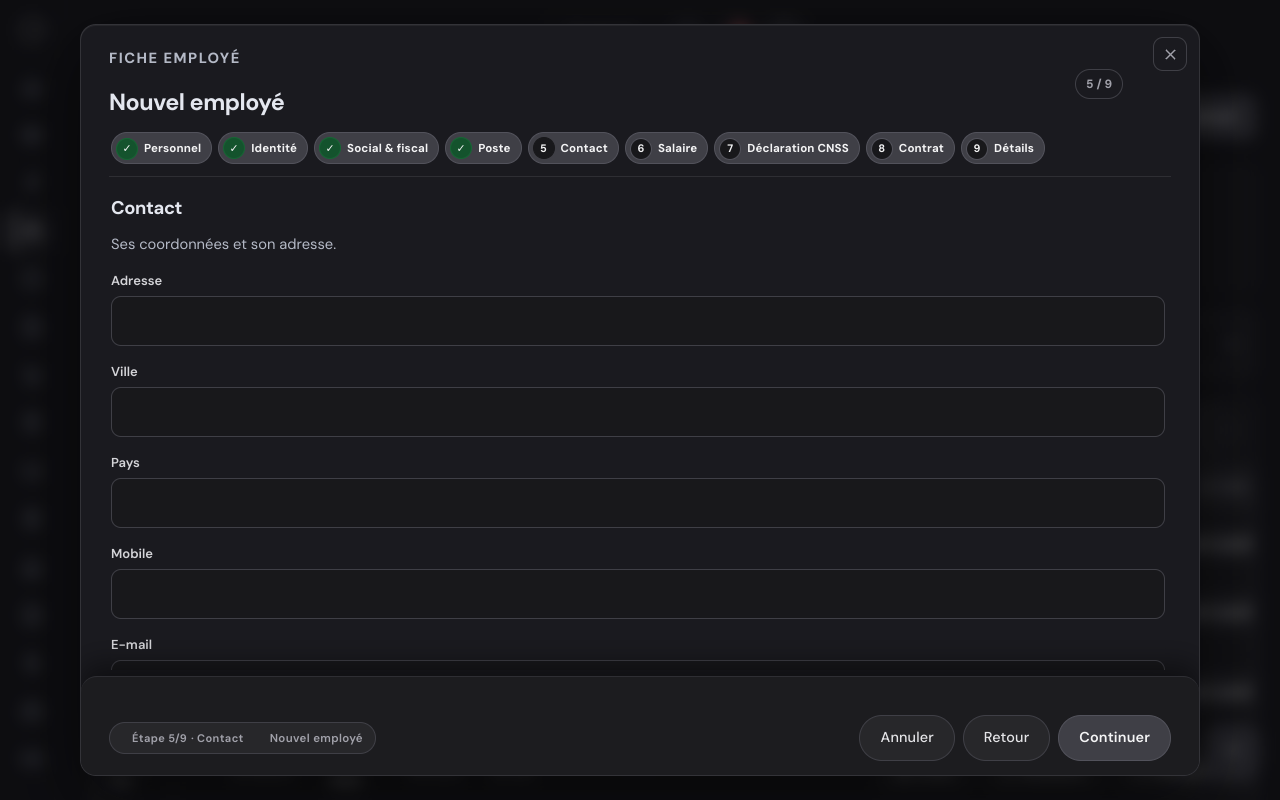 FICHE EMPLOYÉ
5 / 9
Nouvel employé
✓ Personnel ✓ Identité ✓ Social & fiscal ✓ Poste 5 Contact 6 Salaire 7 Déclaration CNSS 8 Contrat 9 Détails
Contact
Ses coordonnées et son adresse.
Adresse
Ville
Pays
Mobile
E-mail
Étape 5/9 · Contact Nouvel employé
Annuler Retour Continuer